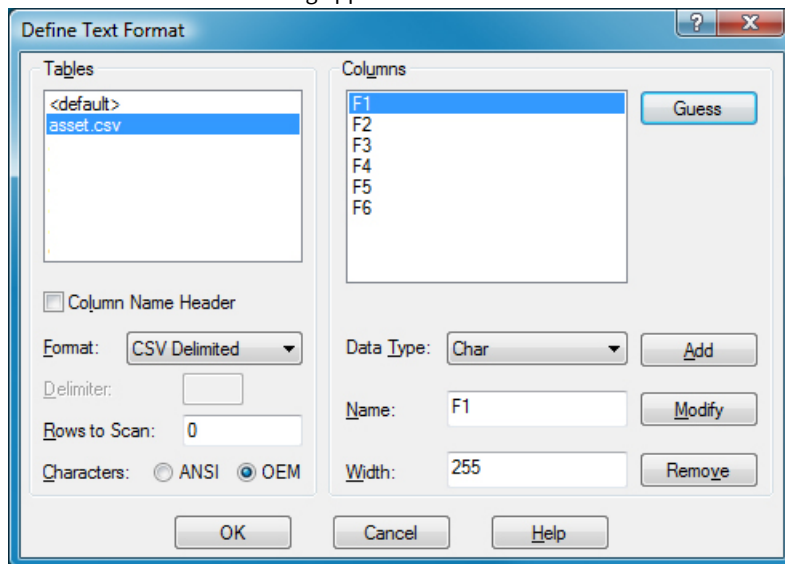 Define Text Format
Tables
<default>
asset.csv
Column Name Header
Format: CSV Delimited
Delimiter:
Rows to Scan: 0
Characters: ANSI OEM
Columns
F1
F2
F3
F4
F5
F6
Guess
Data Type: Char
Add
Name: F1
Modify
Width: 255
Remove
OK Cancel Help